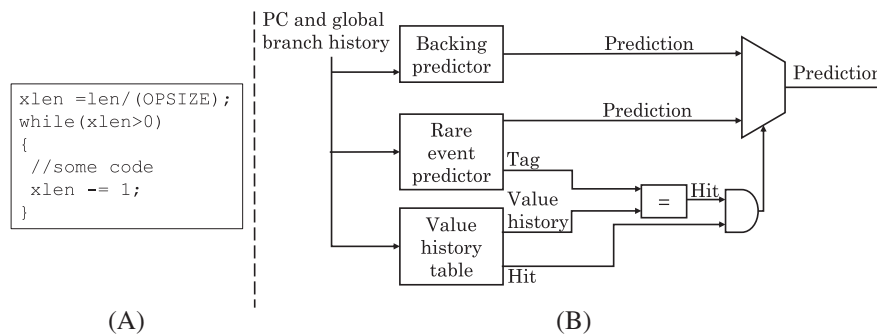 xlen =len/(OPSIZE);
while(xlen>0)
{
//some code
xlen -= 1;
}
(A)
PC and global
branch history
Backing
predictor
Prediction
Prediction
Rare
event
predictor
Prediction
Tag
Value
history
Value
history
table
Hit
=
Hit
(B)